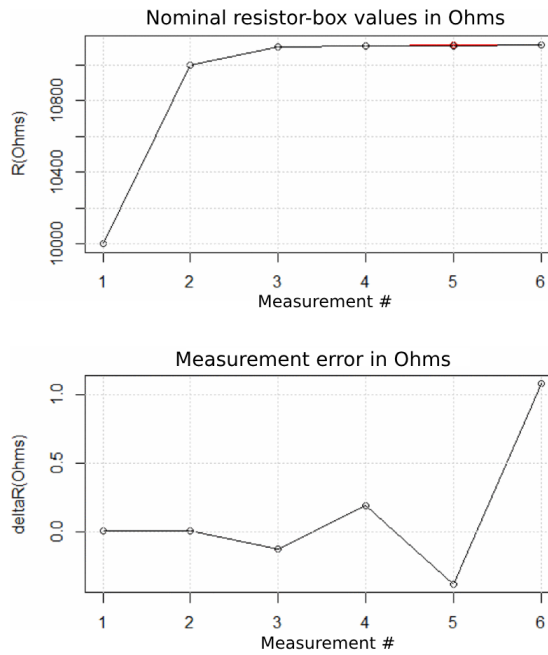 Nominal resistor-box values in Ohms
R(Ohms)
10800
10400
10000
1 2 3 4 5 6
Measurement #
Measurement error in Ohms
deltaR(Ohms)
1.0
0.5
0.0
1 2 3 4 5 6
Measurement #